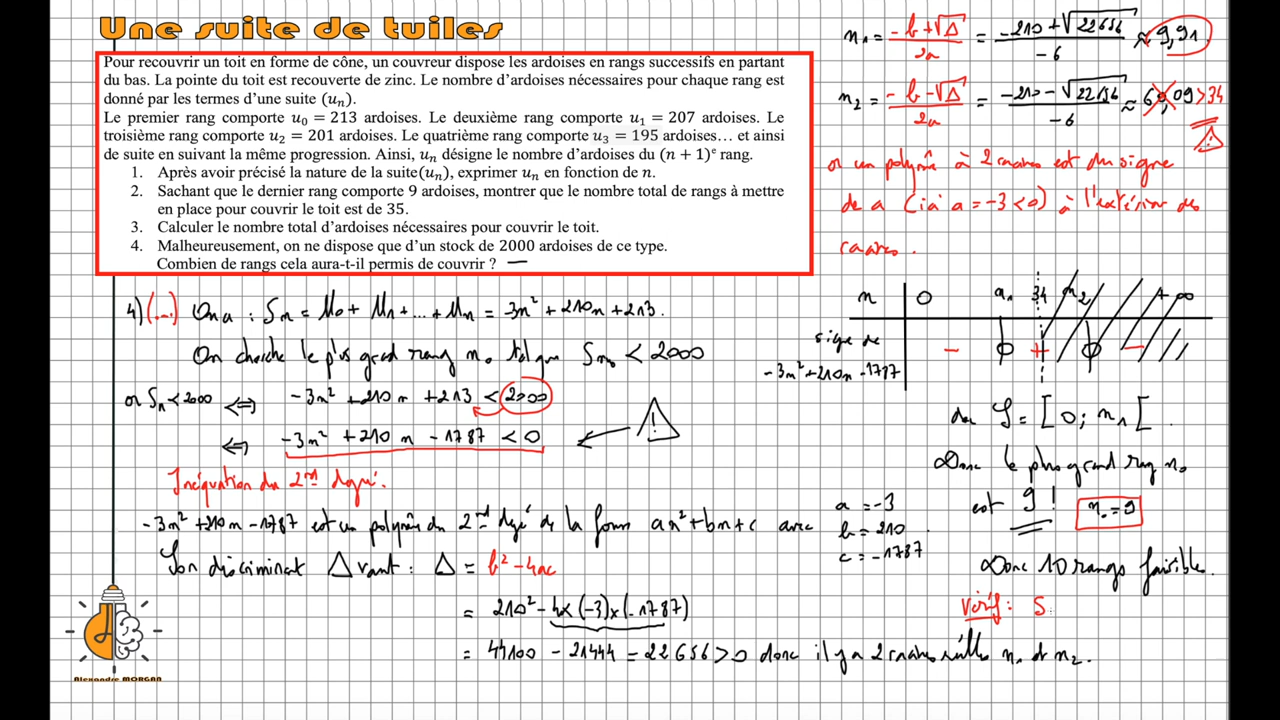 Une suite de tuiles
Pour recouvrir un toit en forme de cône, un couvreur dispose les ardoises en rangs successifs en partant
du bas. La pointe du toit est recouverte de zinc. Le nombre d'ardoises nécessaires pour chaque rang est
donné par les termes d'une suite (uₙ).
Le premier rang comporte u₀ = 213 ardoises. Le deuxième rang comporte u₁ = 207 ardoises. Le
troisième rang comporte u₂ = 201 ardoises. Le quatrième rang comporte u₃ = 195 ardoises… et ainsi
de suite en suivant la même progression. Ainsi, uₙ désigne le nombre d'ardoises du (n + 1)ᵉ rang.
1. Après avoir précisé la nature de la suite(uₙ), exprimer uₙ en fonction de n.
2. Sachant que le dernier rang comporte 9 ardoises, montrer que le nombre total de rangs à mettre
en place pour couvrir le toit est de 35.
3. Calculer le nombre total d'ardoises nécessaires pour couvrir le toit.
4. Malheureusement, on ne dispose que d'un stock de 2000 ardoises de ce type.
Combien de rangs cela aura-t-il permis de couvrir ?
4) (...) On a : Sn = U₀ + U₁ + ... + Un = 3n² + 210n + 213.
On cherche le plus grand rang n₀ tel que Sn₀ < 2000
or Sn < 2000 ⇔ -3n² + 210n + 213 < 2000
⇔ -3n² + 210n - 1787 < 0
Inéquation du 2nd degré.
-3n² + 210n - 1787 est un polynôme du 2nd degré de la forme an² + bn + c avec
a = -3
b = 210
c = -1787
Son discriminant Δ vaut : Δ = b² - 4ac
= 210² - 4×(-3)×(-1787)
= 44100 - 21444 = 22656 > 0 donc il y a 2 racines réelles n₁ et n₂.
n₁ = (-b+√Δ)/2a = (-210+√22656)/-6 ≈ 9,91
n₂ = (-b-√Δ)/2a = (-210-√22656)/-6 ≈ 60,09 > 34
!
or un polynôme à 2 racines est du signe
de a (ici a = -3 < 0) à l'extérieur des
racines.
n 0 n₁ 34 n₂ +∞
signe de
-3n² + 210n - 1787 - 0 + 0 -
donc S = [0; n₁[
Donc le plus grand rang n₀
est 9 ! n₀ = 9
Donc 10 rangs faisibles.
Vérif : S
Alexandre MORGAN